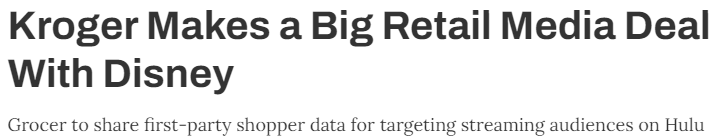 Kroger Makes a Big Retail Media Deal
With Disney
Grocer to share first-party shopper data for targeting streaming audiences on Hulu